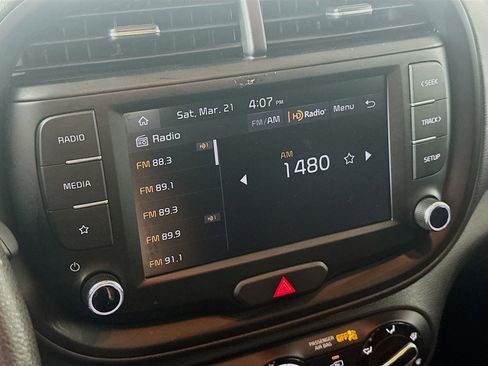 Sat, Mar. 21 4:07 PM
Radio FM/AM HD Radio Menu
FM 88.3 HD
FM 89.1
FM 89.3 HD
FM 89.9
FM 91.1
AM
1480
RADIO
MEDIA
< SEEK
TRACK >
SETUP
PASSENGER
AIR BAG OFF